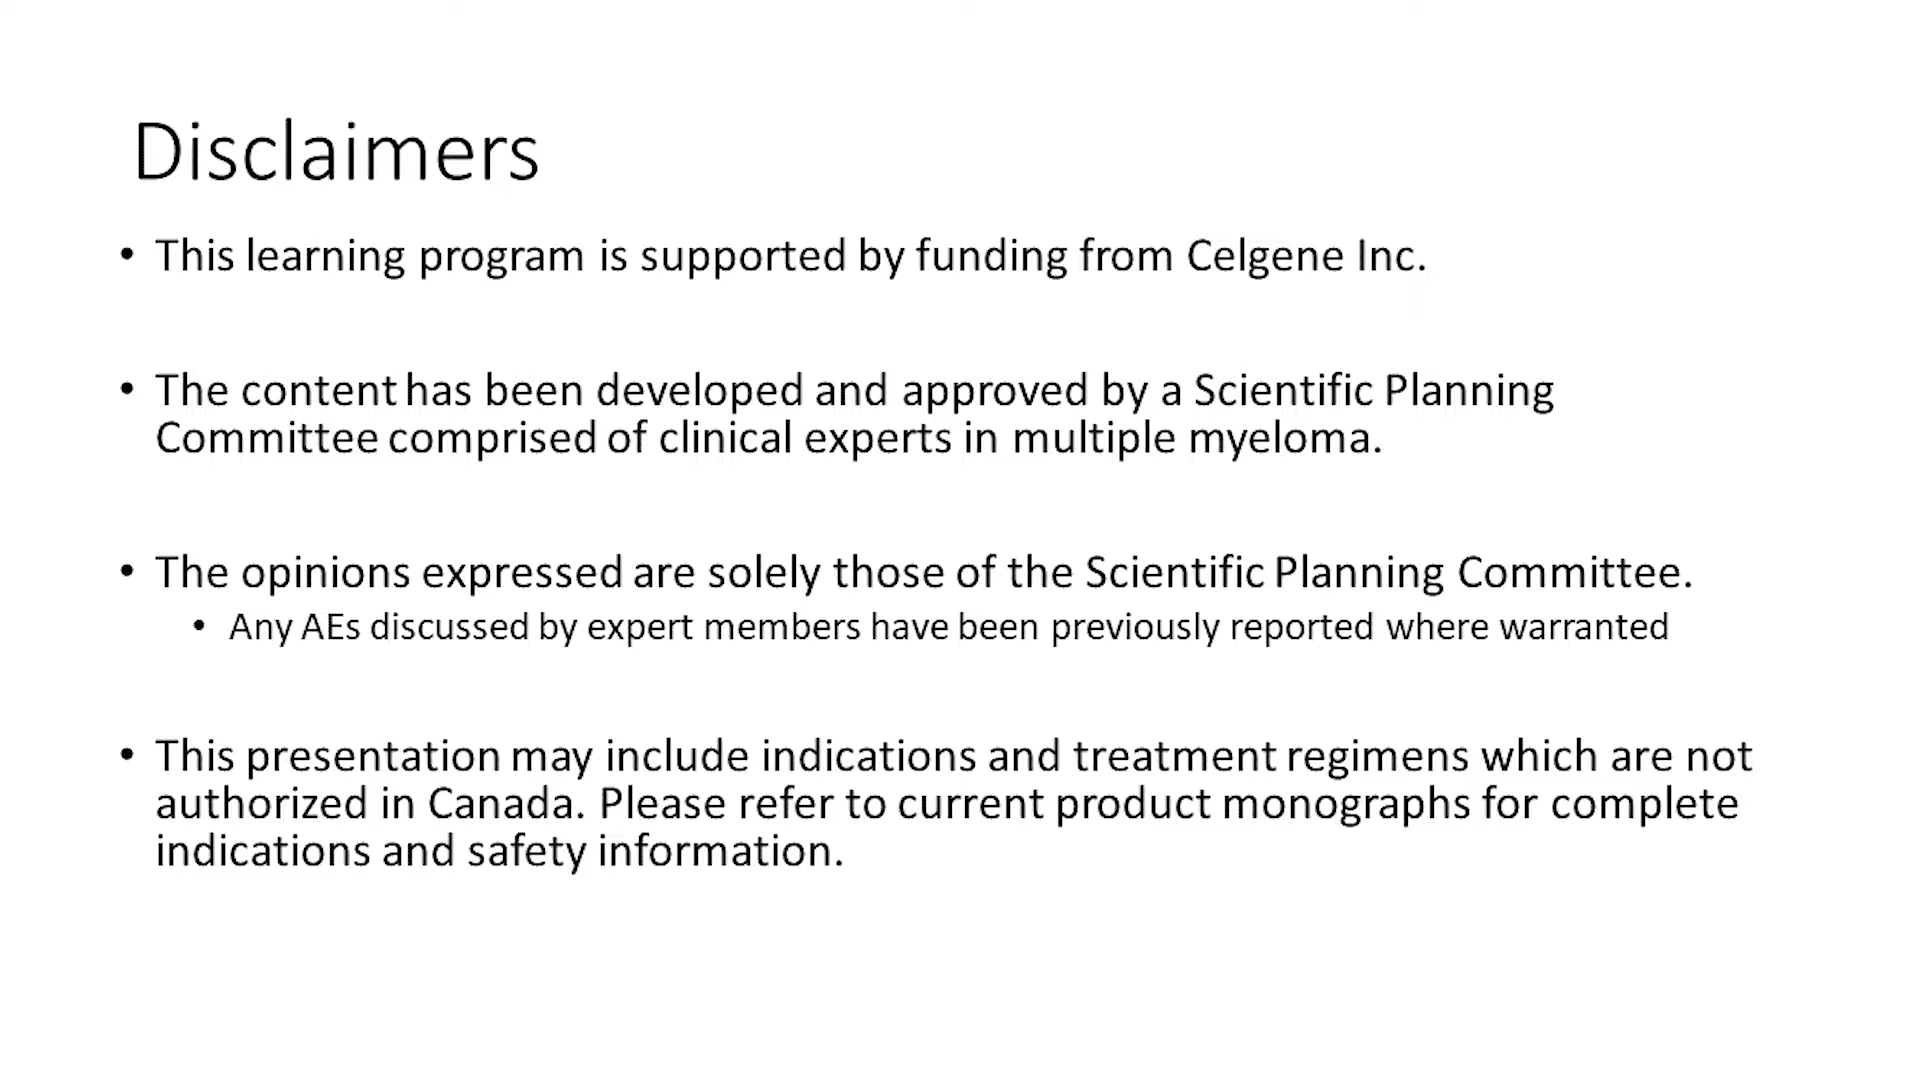 Disclaimers
• This learning program is supported by funding from Celgene Inc.
• The content has been developed and approved by a Scientific Planning
Committee comprised of clinical experts in multiple myeloma.
• The opinions expressed are solely those of the Scientific Planning Committee.
• Any AEs discussed by expert members have been previously reported where warranted
• This presentation may include indications and treatment regimens which are not
authorized in Canada. Please refer to current product monographs for complete
indications and safety information.